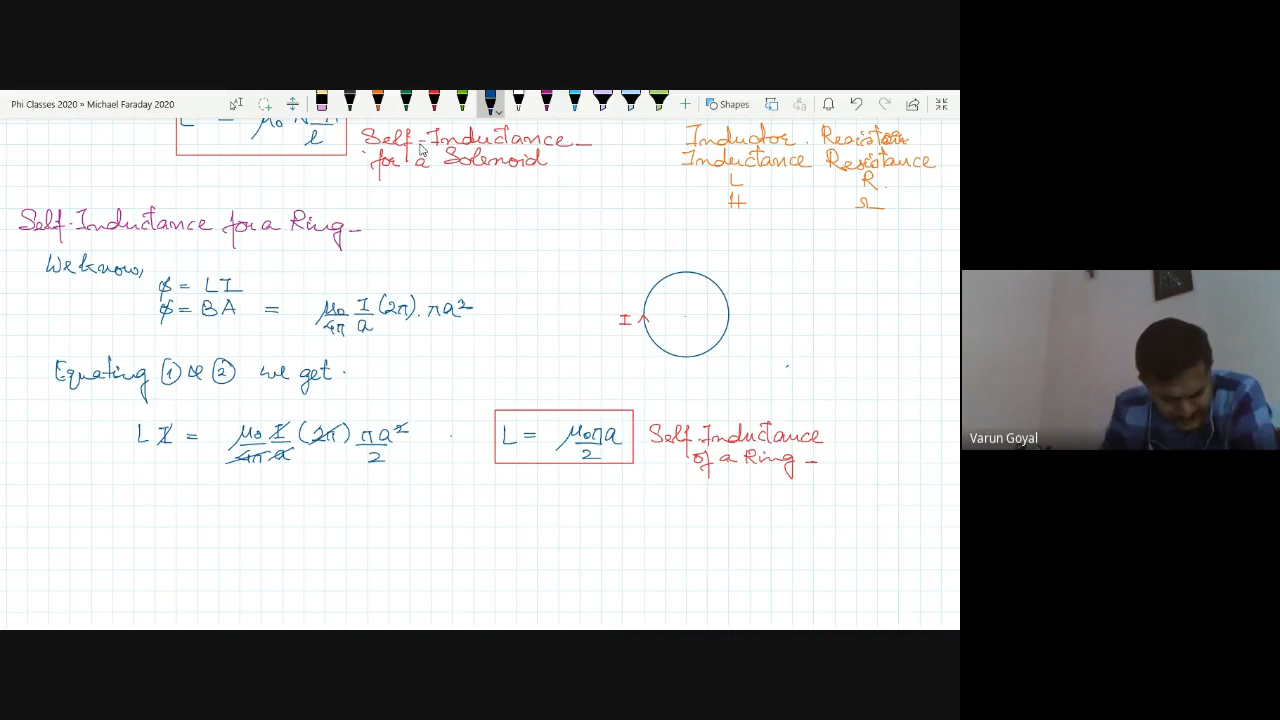 Phi Classes 2020 » Michael Faraday 2020
Shapes
L = μ₀ N π
l
Self-Inductance
for a Solenoid
Inductor . Resistor
Inductance Resistance
L R
H Ω
Self-Inductance for a Ring
We know,
ϕ = LI
ϕ = BA = μ₀/4π I/a (2π) . πa²
I
Equating ① & ② we get .
L I = μ₀ I/4π a (2π) πa²/2
L = μ₀πa/2
Self Inductance
of a Ring
Varun Goyal